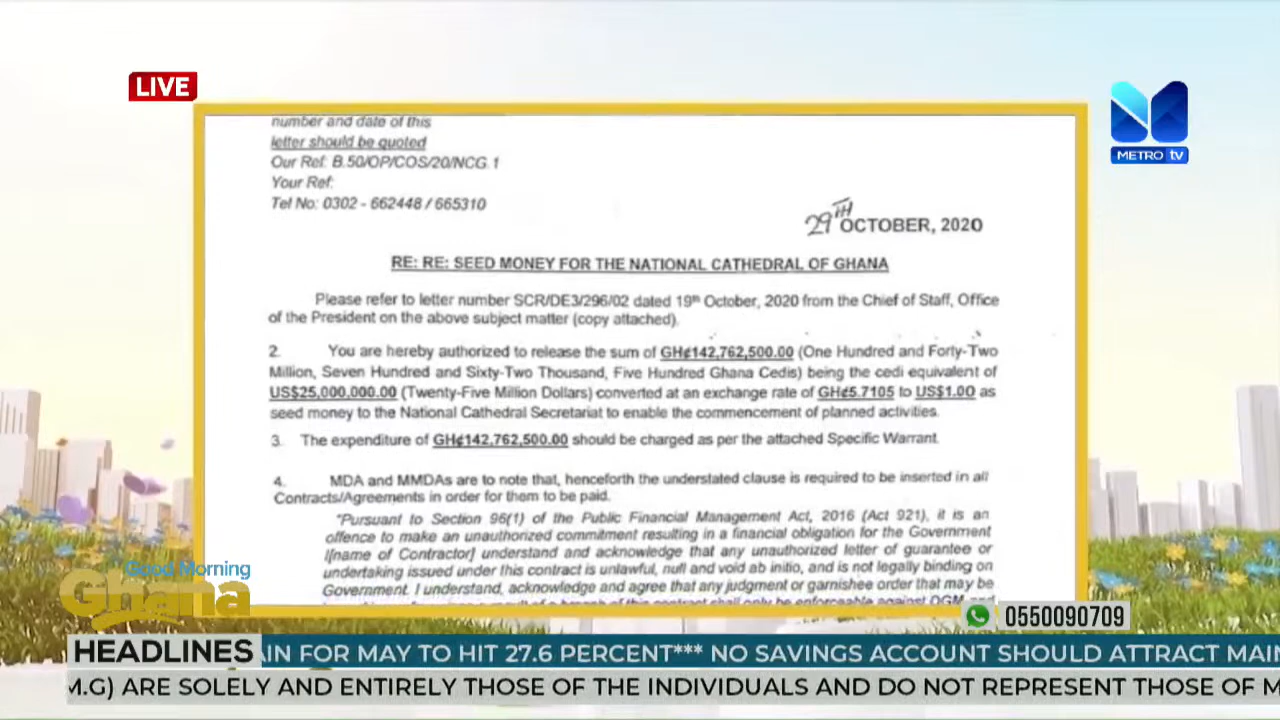 LIVE
METRO tv
number and date of this
letter should be quoted
Our Ref: B.50/OP/COS/20/NCG.1
Your Ref:
Tel No: 0302 - 662448 / 665310
29TH OCTOBER, 2020
RE: RE: SEED MONEY FOR THE NATIONAL CATHEDRAL OF GHANA
Please refer to letter number SCR/DE3/296/02 dated 19th October, 2020 from the Chief of Staff, Office
of the President on the above subject matter (copy attached).
2. You are hereby authorized to release the sum of GH¢142,762,500.00 (One Hundred and Forty-Two
Million, Seven Hundred and Sixty-Two Thousand, Five Hundred Ghana Cedis) being the cedi equivalent of
US$25,000,000.00 (Twenty-Five Million Dollars) converted at an exchange rate of GH¢5.7105 to US$1.00 as
seed money to the National Cathedral Secretariat to enable the commencement of planned activities.
3. The expenditure of GH¢142,762,500.00 should be charged as per the attached Specific Warrant.
4. MDA and MMDAs are to note that, henceforth the understated clause is required to be inserted in all
Contracts/Agreements in order for them to be paid.
"Pursuant to Section 96(1) of the Public Financial Management Act, 2016 (Act 921), it is an
offence to make an unauthorized commitment resulting in a financial obligation for the Government
I[name of Contractor] understand and acknowledge that any unauthorized letter of guarantee or
undertaking issued under this contract is unlawful, null and void ab initio, and is not legally binding on
Government. I understand, acknowledge and agree that any judgment or garnishee order that may be
of this contract shall only be enforceable against
Good Morning
Ghana
0550090709
HEADLINES
AIN FOR MAY TO HIT 27.6 PERCENT*** NO SAVINGS ACCOUNT SHOULD ATTRACT MAIN
M.G) ARE SOLELY AND ENTIRELY THOSE OF THE INDIVIDUALS AND DO NOT REPRESENT THOSE OF M